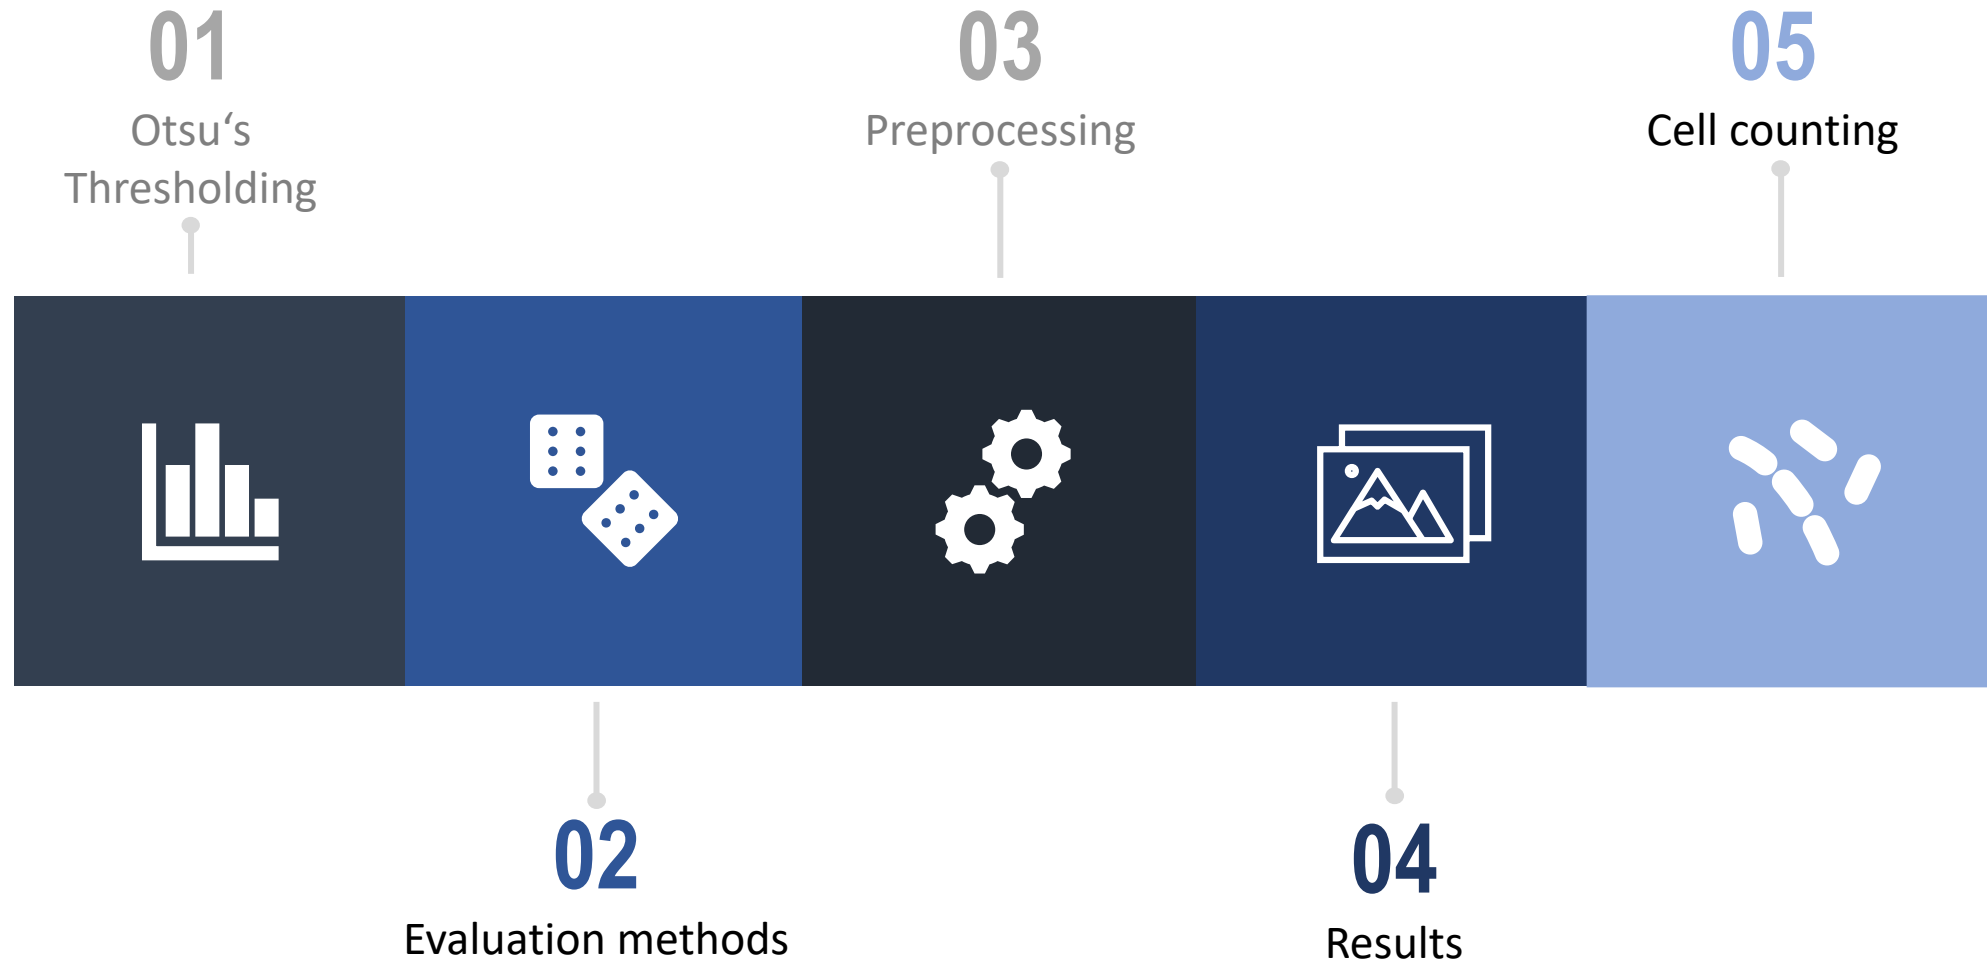 01
Otsu‘s
Thresholding
02
Evaluation methods
03
Preprocessing
04
Results
05
Cell counting